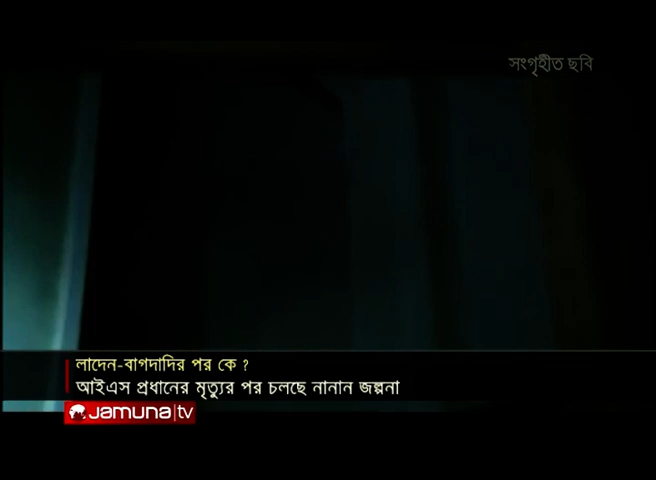 সংগৃহীত ছবি
লাদেন-বাগদাদির পর কে ?
আইএস প্রধানের মৃত্যুর পর চলছে নানান জল্পনা
Jamuna tv